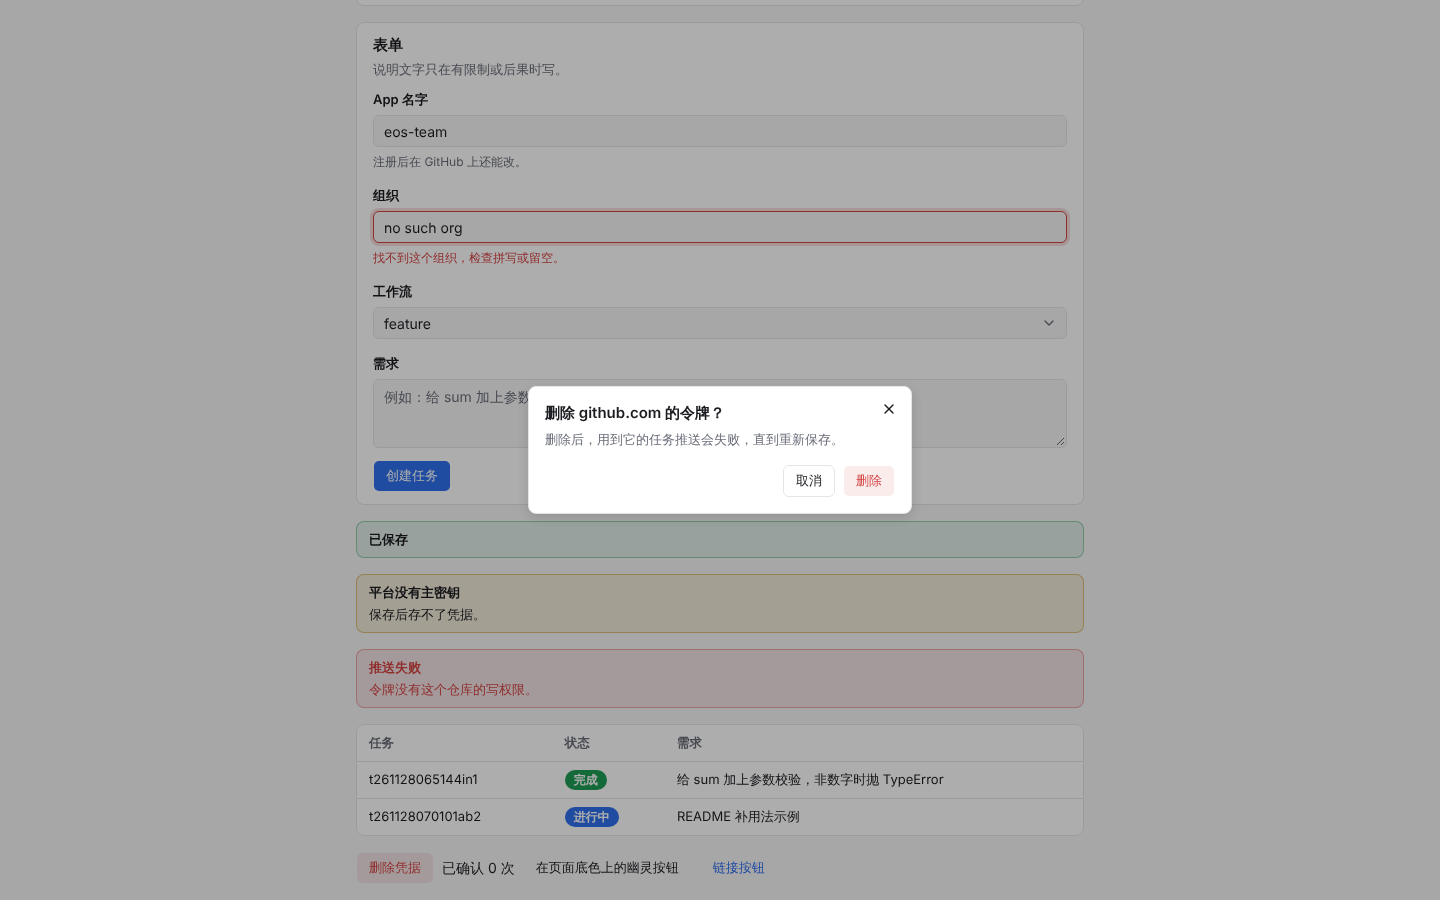 表单
说明文字只在有限制或后果时写。
App 名字
eos-team
注册后在 GitHub 上还能改。
组织
no such org
找不到这个组织，检查拼写或留空。
工作流
feature
需求
例如：给 sum 加上参数
创建任务
删除 github.com 的令牌？
删除后，用到它的任务推送会失败，直到重新保存。
取消 删除
已保存
平台没有主密钥
保存后存不了凭据。
推送失败
令牌没有这个仓库的写权限。
任务 状态 需求
t261128065144in1 完成 给 sum 加上参数校验，非数字时抛 TypeError
t261128070101ab2 进行中 README 补用法示例
删除凭据 已确认 0 次 在页面底色上的幽灵按钮 链接按钮